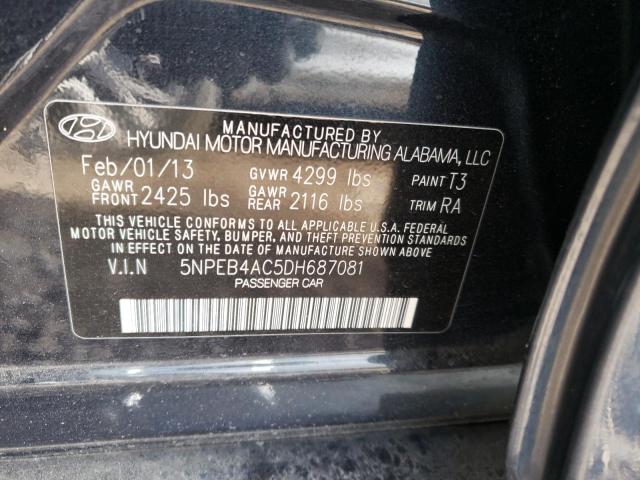 MANUFACTURED BY
HYUNDAI MOTOR MANUFACTURING ALABAMA, LLC
Feb/01/13 GVWR 4299 lbs PAINT T3
GAWR FRONT 2425 lbs GAWR REAR 2116 lbs TRIM RA
THIS VEHICLE CONFORMS TO ALL APPLICABLE U.S.A. FEDERAL
MOTOR VEHICLE SAFETY, BUMPER, AND THEFT PREVENTION STANDARDS
IN EFFECT ON THE DATE OF MANUFACTURE SHOWN ABOVE
V.I.N 5NPEB4AC5DH687081
PASSENGER CAR